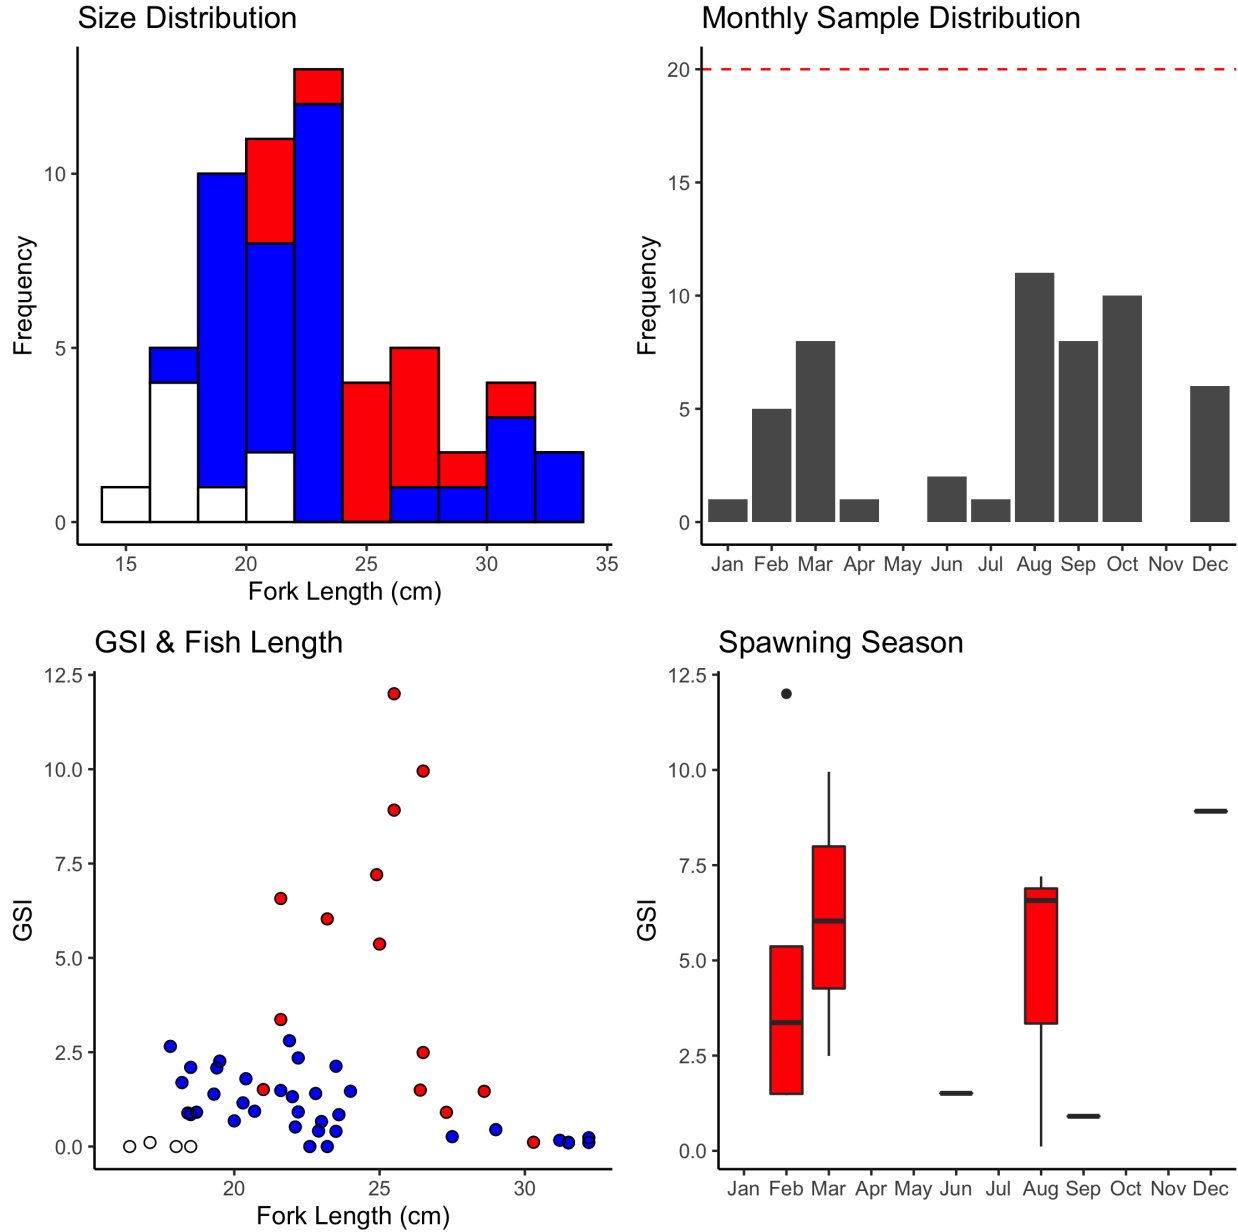 Size Distribution
Frequency
10
5
0
15 20 25 30 35
Fork Length (cm)
Monthly Sample Distribution
Frequency
20
15
10
5
0
Jan Feb Mar Apr May Jun Jul Aug Sep Oct Nov Dec
GSI & Fish Length
GSI
12.5
10.0
7.5
5.0
2.5
0.0
20 25 30
Fork Length (cm)
Spawning Season
GSI
12.5
10.0
7.5
5.0
2.5
0.0
Jan Feb Mar Apr May Jun Jul Aug Sep Oct Nov Dec